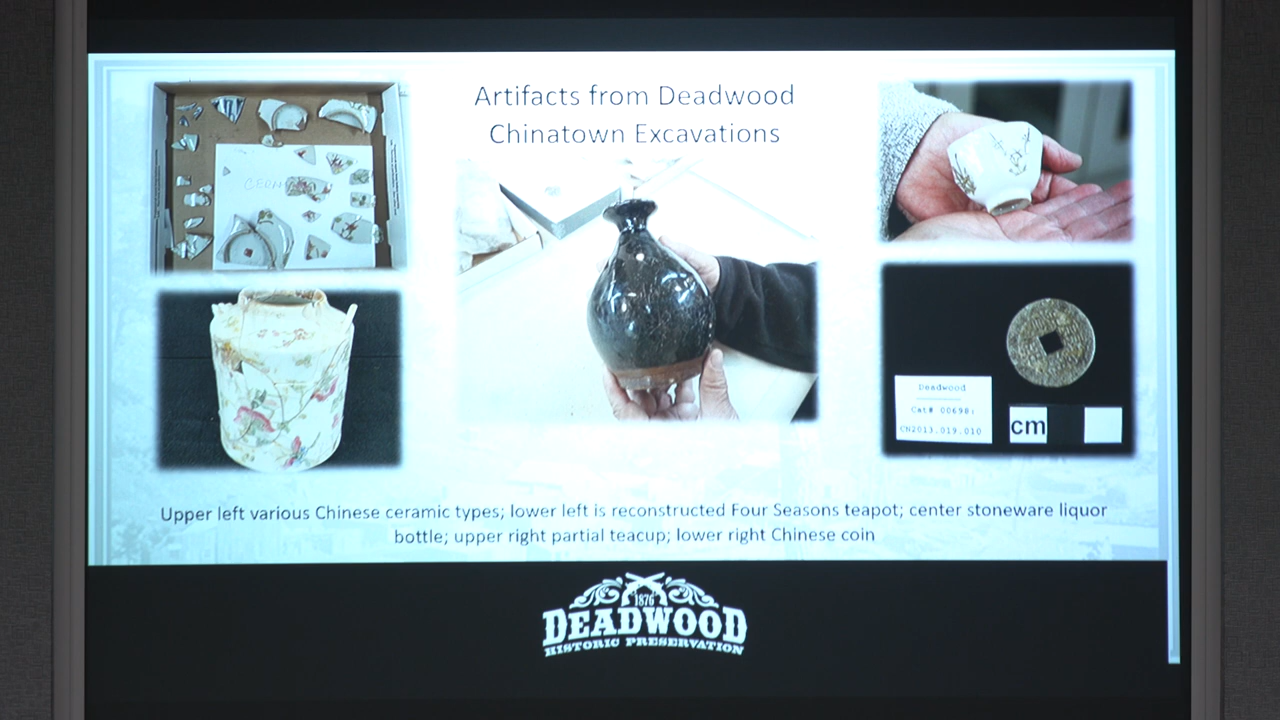 Artifacts from Deadwood
Chinatown Excavations
Deadwood
CN2013.019.010
cm
Upper left various Chinese ceramic types; lower left is reconstructed Four Seasons teapot; center stoneware liquor
bottle; upper right partial teacup; lower right Chinese coin
1876
DEADWOOD
HISTORIC PRESERVATION